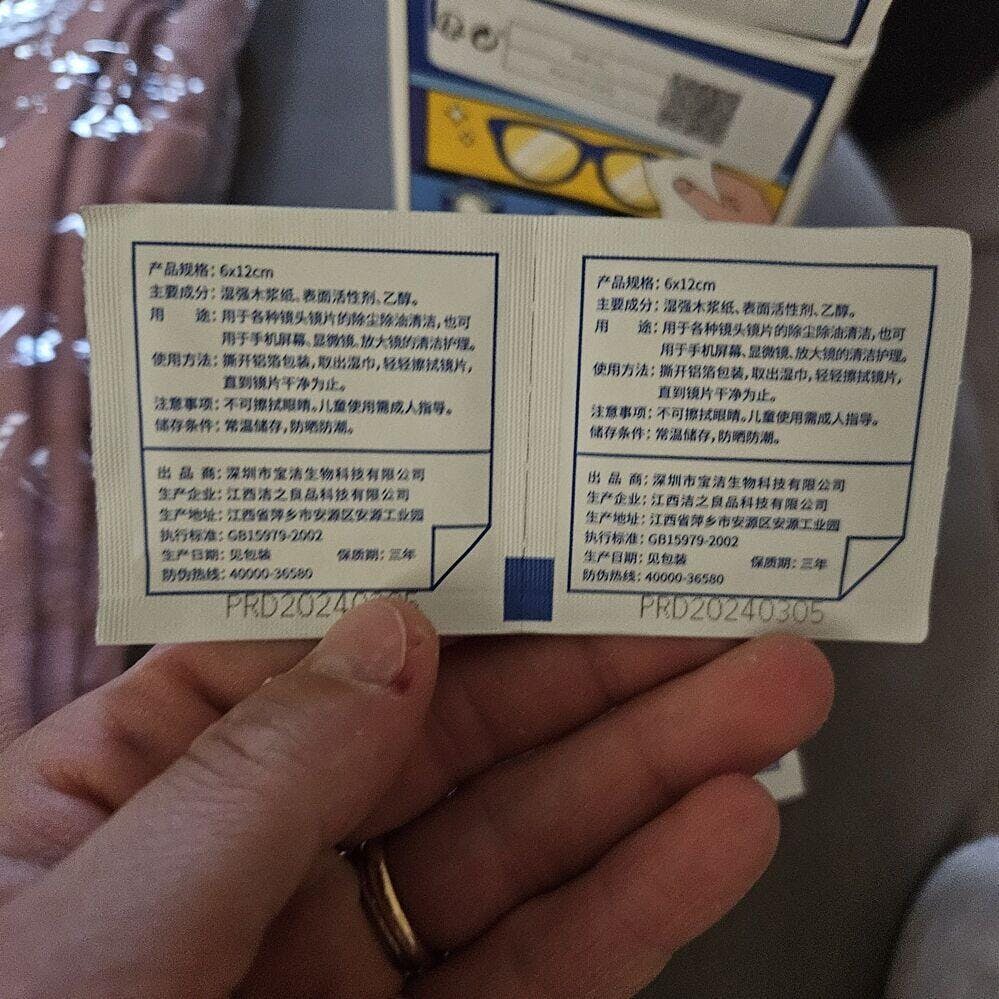 产品规格：6x12cm
主要成分：湿强木浆纸、表面活性剂、乙醇。
用 途：用于各种镜头镜片的除尘除油清洁，也可
用于手机屏幕、显微镜、放大镜的清洁护理。
使用方法：撕开铝箔包装，取出湿巾，轻轻擦拭镜片，
直到镜片干净为止。
注意事项：不可擦拭眼睛。儿童使用需成人指导。
储存条件：常温储存，防晒防潮。
出品商：深圳市宝洁生物科技有限公司
生产企业：江西洁之良品科技有限公司
生产地址：江西省萍乡市安源区安源工业园
执行标准：GB15979-2002
生产日期：见包装 保质期：三年
防伪热线：40000-36580
产品规格：6x12cm
主要成分：湿强木浆纸、表面活性剂、乙醇。
用 途：用于各种镜头镜片的除尘除油清洁，也可
用于手机屏幕、显微镜、放大镜的清洁护理。
使用方法：撕开铝箔包装，取出湿巾，轻轻擦拭镜片，
直到镜片干净为止。
注意事项：不可擦拭眼睛。儿童使用需成人指导。
储存条件：常温储存，防晒防潮。
出品商：深圳市宝洁生物科技有限公司
生产企业：江西洁之良品科技有限公司
生产地址：江西省萍乡市安源区安源工业园
执行标准：GB15979-2002
生产日期：见包装 保质期：三年
防伪热线：40000-36580
PRD20240305